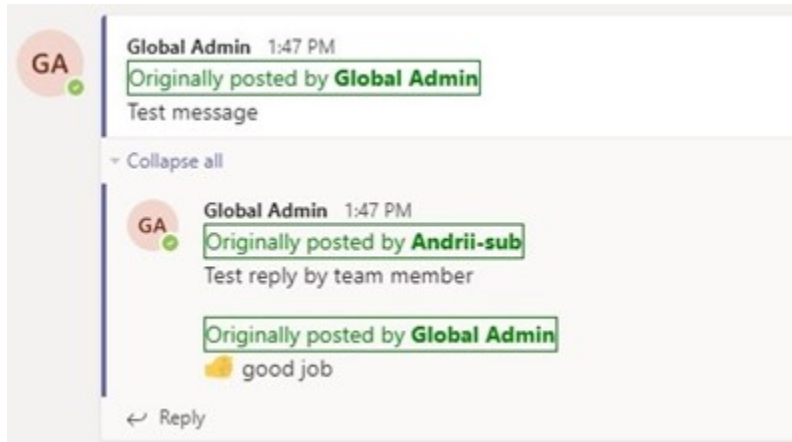 GA
Global Admin 1:47 PM
Originally posted by Global Admin
Test message
Collapse all
GA
Global Admin 1:47 PM
Originally posted by Andrii-sub
Test reply by team member
Originally posted by Global Admin
good job
Reply